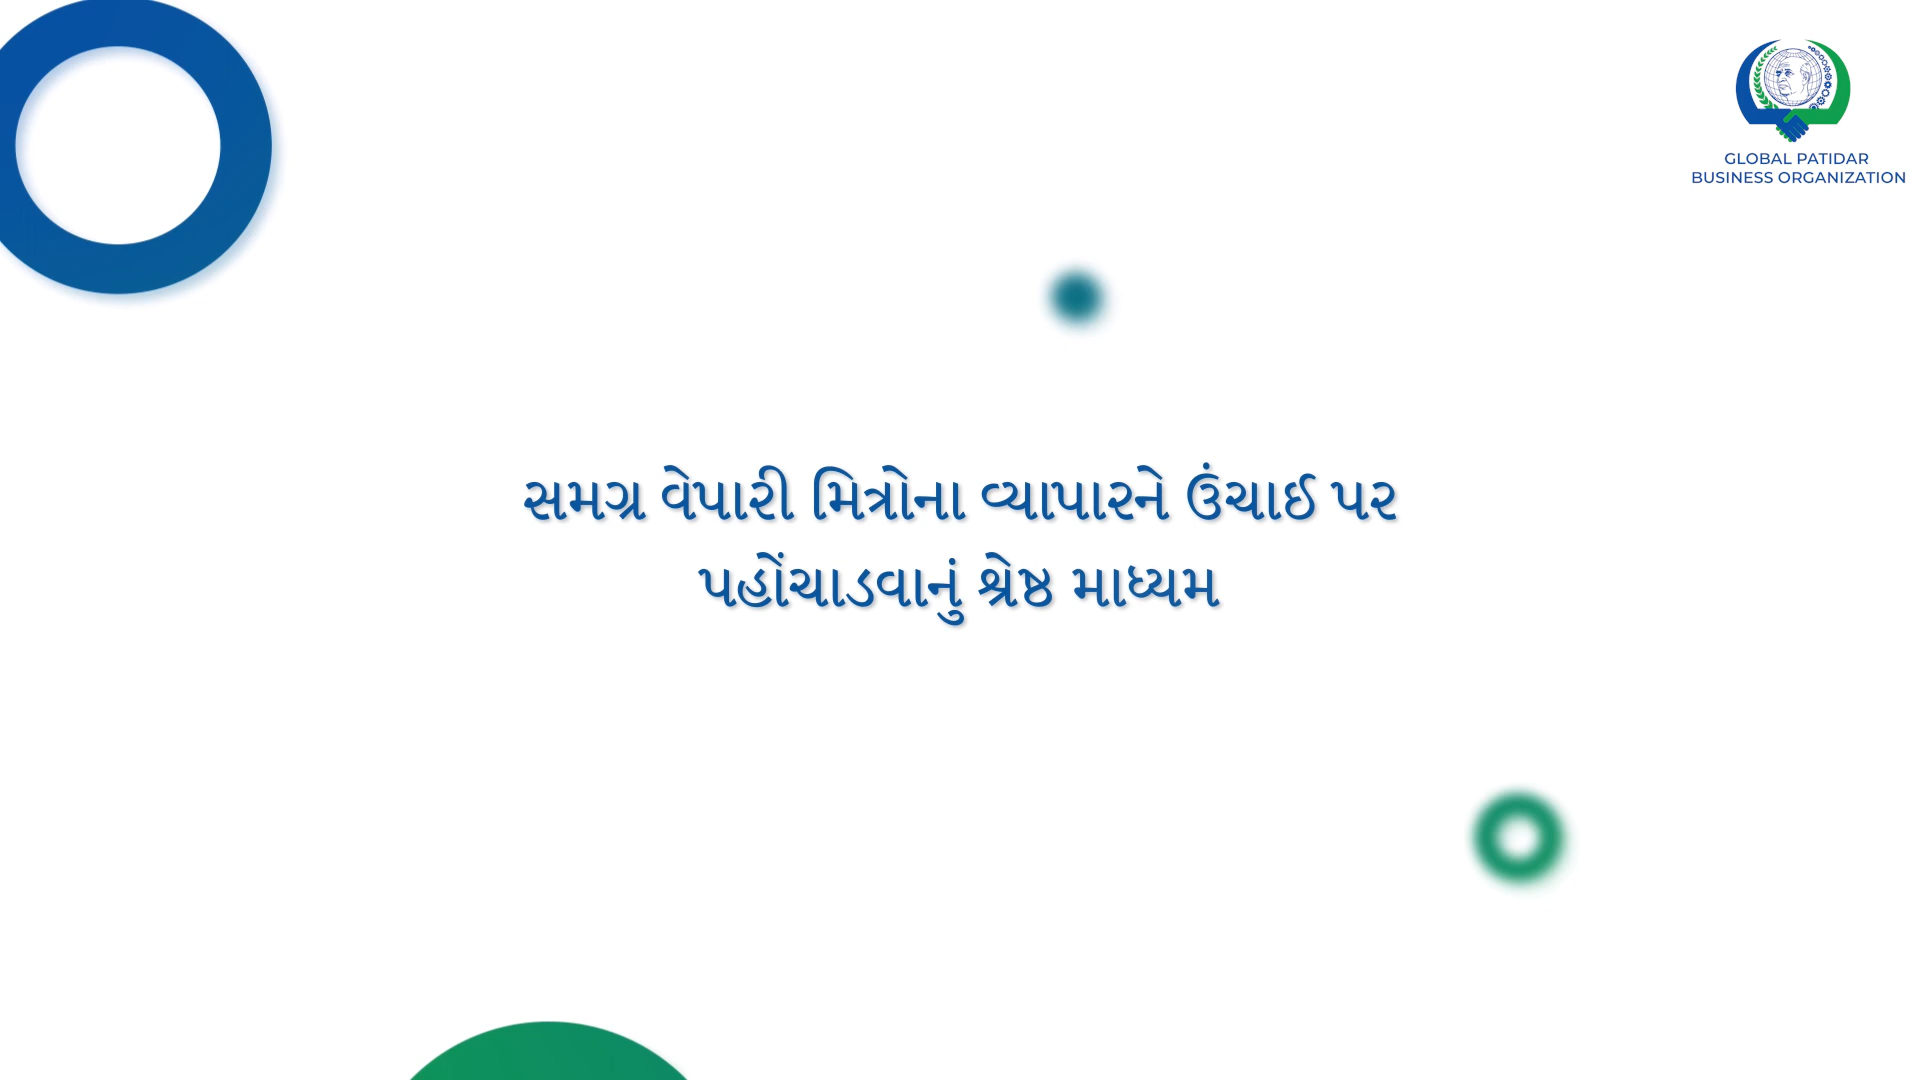 GLOBAL PATIDAR
BUSINESS ORGANIZATION
સમગ્ર વેપારી મિત્રોના વ્યાપારને ઉંચાઈ પર
પહોંચાડવાનું શ્રેષ્ઠ માધ્યમ